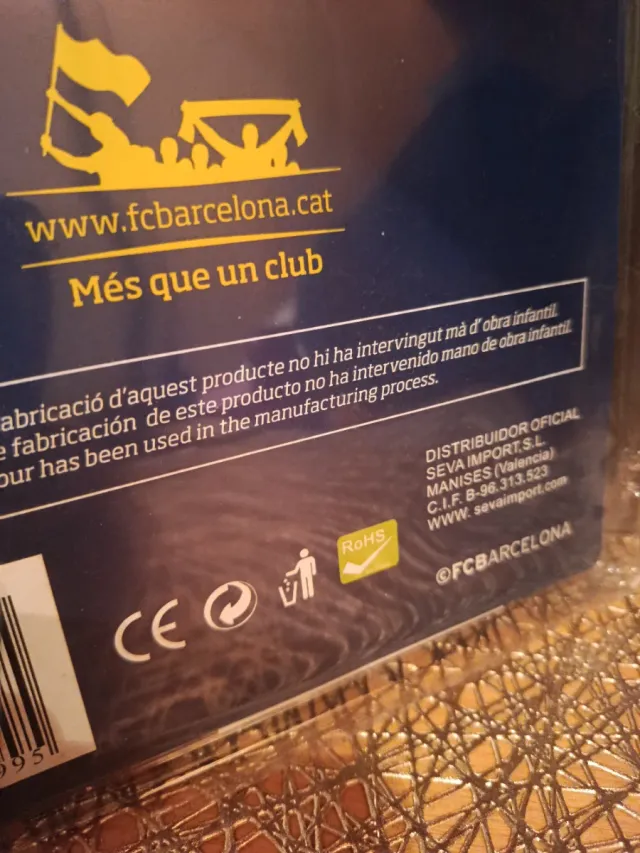 www.fcbarcelona.cat
Més que un club
abricació d'aquest producte no hi ha intervingut mà d' obra infantil.
e fabricación de este producto no ha intervenido mano de obra infantil.
our has been used in the manufacturing process.
DISTRIBUIDOR OFICIAL
SEVA IMPORT,S.L.
MANISES (Valencia)
C.I.F. B-96.313.523
WWW. sevaimport.com
RoHS
CE
©FCBARCELONA
995